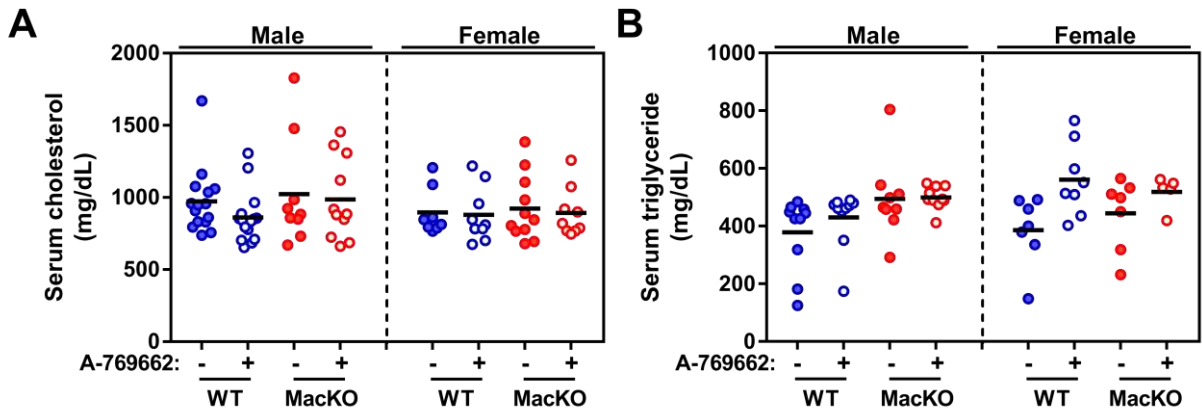 A
Male Female
Serum cholesterol
(mg/dL)
2000
1500
1000
500
0
A-769662: - + - + - + - +
WT MacKO WT MacKO
B
Male Female
Serum triglyceride
(mg/dL)
1000
800
600
400
200
0
A-769662: - + - + - + - +
WT MacKO WT MacKO